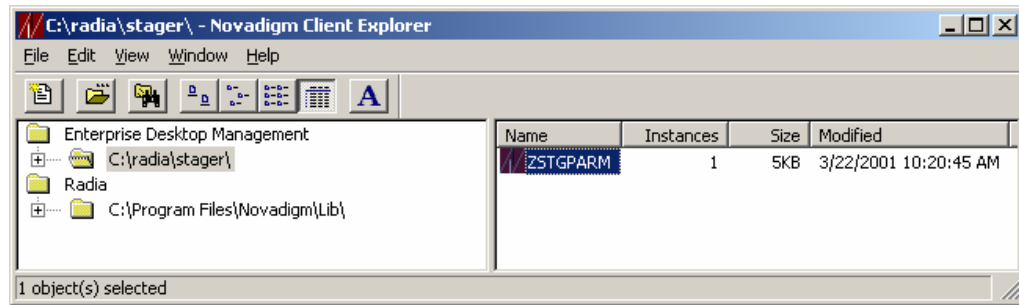 C:\radia\stager\ - Novadigm Client Explorer
File Edit View Window Help
A
Enterprise Desktop Management
C:\radia\stager\
Radia
C:\Program Files\Novadigm\Lib\
Name Instances Size Modified
ZSTGPARM 1 5KB 3/22/2001 10:20:45 AM
1 object(s) selected